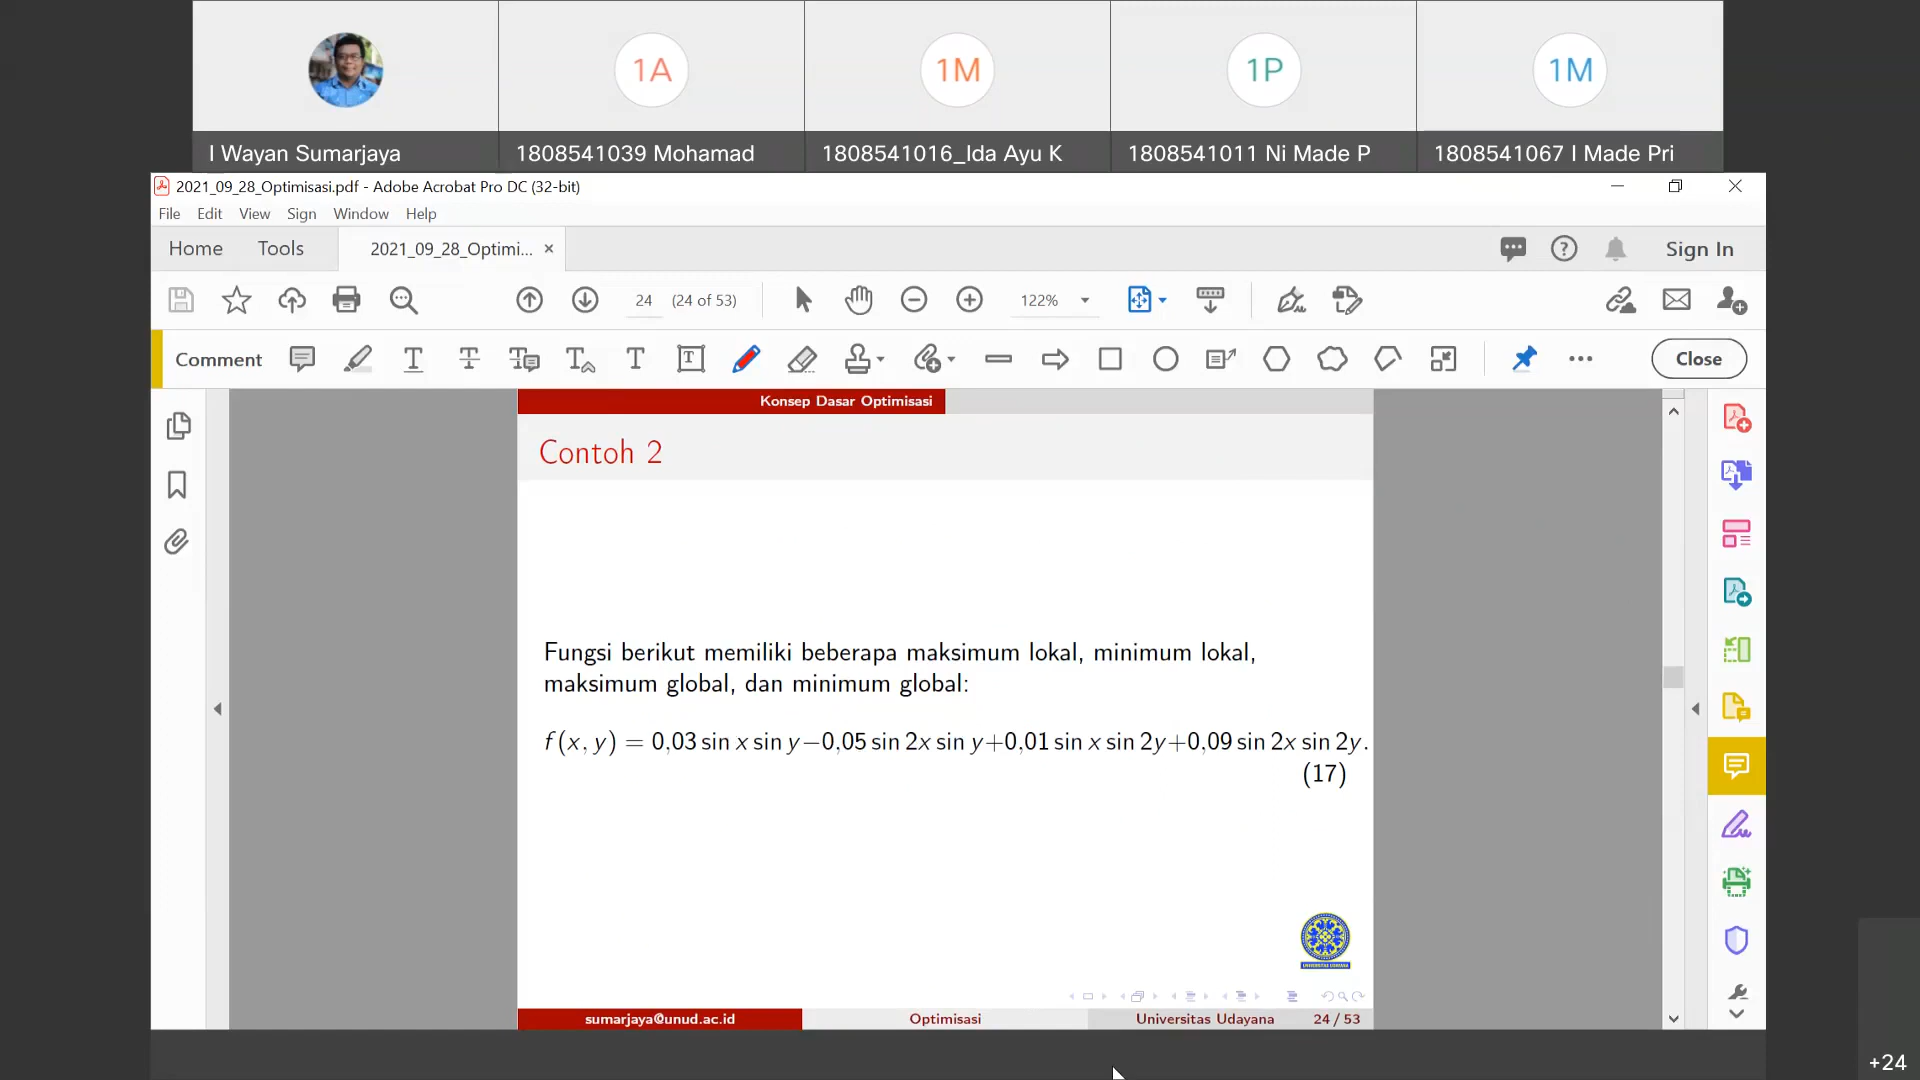 1A
1M
1P
1M
I Wayan Sumarjaya
1808541039 Mohamad
1808541016_Ida Ayu K
1808541011 Ni Made P
1808541067 I Made Pri
2021_09_28_Optimisasi.pdf - Adobe Acrobat Pro DC (32-bit)
File Edit View Sign Window Help
Home Tools 2021_09_28_Optimi... × Sign In
24 (24 of 53) 122%
Comment Close
Konsep Dasar Optimisasi
Contoh 2
Fungsi berikut memiliki beberapa maksimum lokal, minimum lokal,
maksimum global, dan minimum global:
f(x, y) = 0,03 sin x sin y−0,05 sin 2x sin y+0,01 sin x sin 2y+0,09 sin 2x sin 2y.
(17)
UNIVERSITAS UDAYANA
sumarjaya@unud.ac.id Optimisasi Universitas Udayana 24 / 53
+24